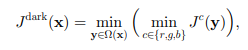 J^dark(x) = min_{y∈Ω(x)} ( min_{c∈{r,g,b}} J^c(y) ),